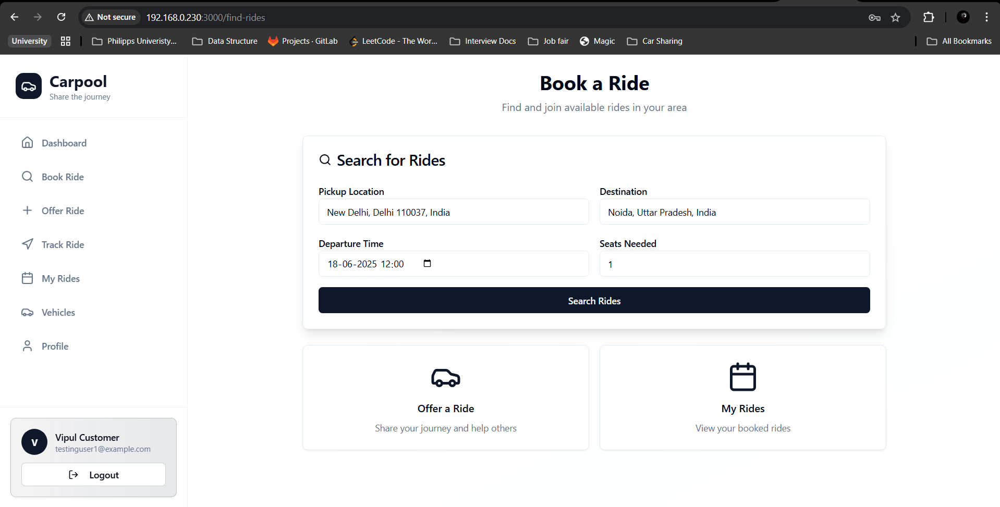 Not secure
192.168.0.230:3000/find-rides
University
Philipps Univeristy...
Data Structure
Projects · GitLab
LeetCode - The Wor...
Interview Docs
Job fair
Magic
Car Sharing
All Bookmarks
Carpool
Share the journey
Dashboard
Book Ride
Offer Ride
Track Ride
My Rides
Vehicles
Profile
V
Vipul Customer
testinguser1@example.com
Logout
Book a Ride
Find and join available rides in your area
Search for Rides
Pickup Location
New Delhi, Delhi 110037, India
Destination
Noida, Uttar Pradesh, India
Departure Time
18-06-2025 12:00
Seats Needed
1
Search Rides
Offer a Ride
Share your journey and help others
My Rides
View your booked rides